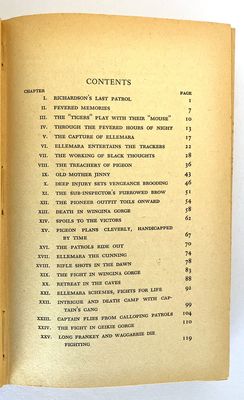 CONTENTS
CHAPTER PAGE
I. RICHARDSON'S LAST PATROL 1
II. FEVERED MEMORIES 7
III. THE "TIGERS" PLAY WITH THEIR "MOUSE" 10
IV. THROUGH THE FEVERED HOURS OF NIGHT 13
V. THE CAPTURE OF ELLEMARA 17
VI. ELLEMARA ENTERTAINS THE TRACKERS 22
VII. THE WORKING OF BLACK THOUGHTS 28
VIII. THE TREACHERY OF PIGEON 36
IX. OLD MOTHER JINNY 43
X. DEEP INJURY SETS VENGEANCE BROODING 46
XI. THE SUB-INSPECTOR'S FURROWED BROW 51
XII. THE PIONEER OUTFIT TOILS ONWARD 54
XIII. DEATH IN WINGINA GORGE 58
XIV. SPOILS TO THE VICTORS 62
XV. PIGEON PLANS CLEVERLY, HANDICAPPED
BY TIME 67
XVI. THE PATROLS RIDE OUT 70
XVII. ELLEMARA THE CUNNING 74
XVIII. RIFLE SHOTS IN THE DAWN 78
XIX. THE FIGHT IN WINGINA GORGE 83
XX. RETREAT IN THE CAVES 88
XXI. ELLEMARA SCHEMES, FIGHTS FOR LIFE 92
XXII. INTRIGUE AND DEATH CAMP WITH CAP-
TAIN'S GANG 99
XXIII. CAPTAIN FLIES FROM GALLOPING PATROLS 104
XXIV. THE FIGHT IN GEIKIE GORGE 110
XXV. LONG FRANKEY AND WAGGARRIE DIE
FIGHTING 119